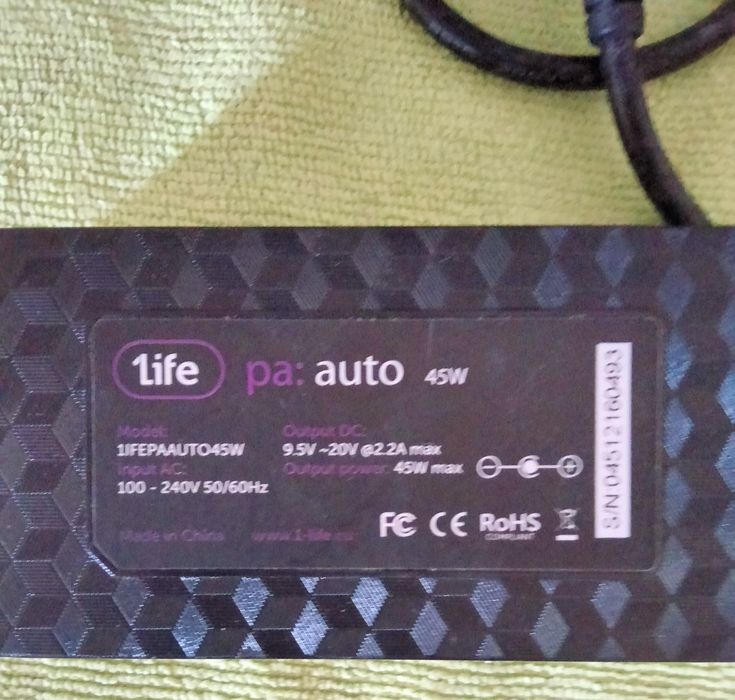 1life pa: auto 45W
Model:
1IFEPAAUTO45W
Input AC:
100 - 240V 50/60Hz
Output DC:
9.5V ~20V @2.2A max
Output power: 45W max
FC CE RoHS
COMPLIANT
Made in China www.1-life.eu
S/N 04512160493